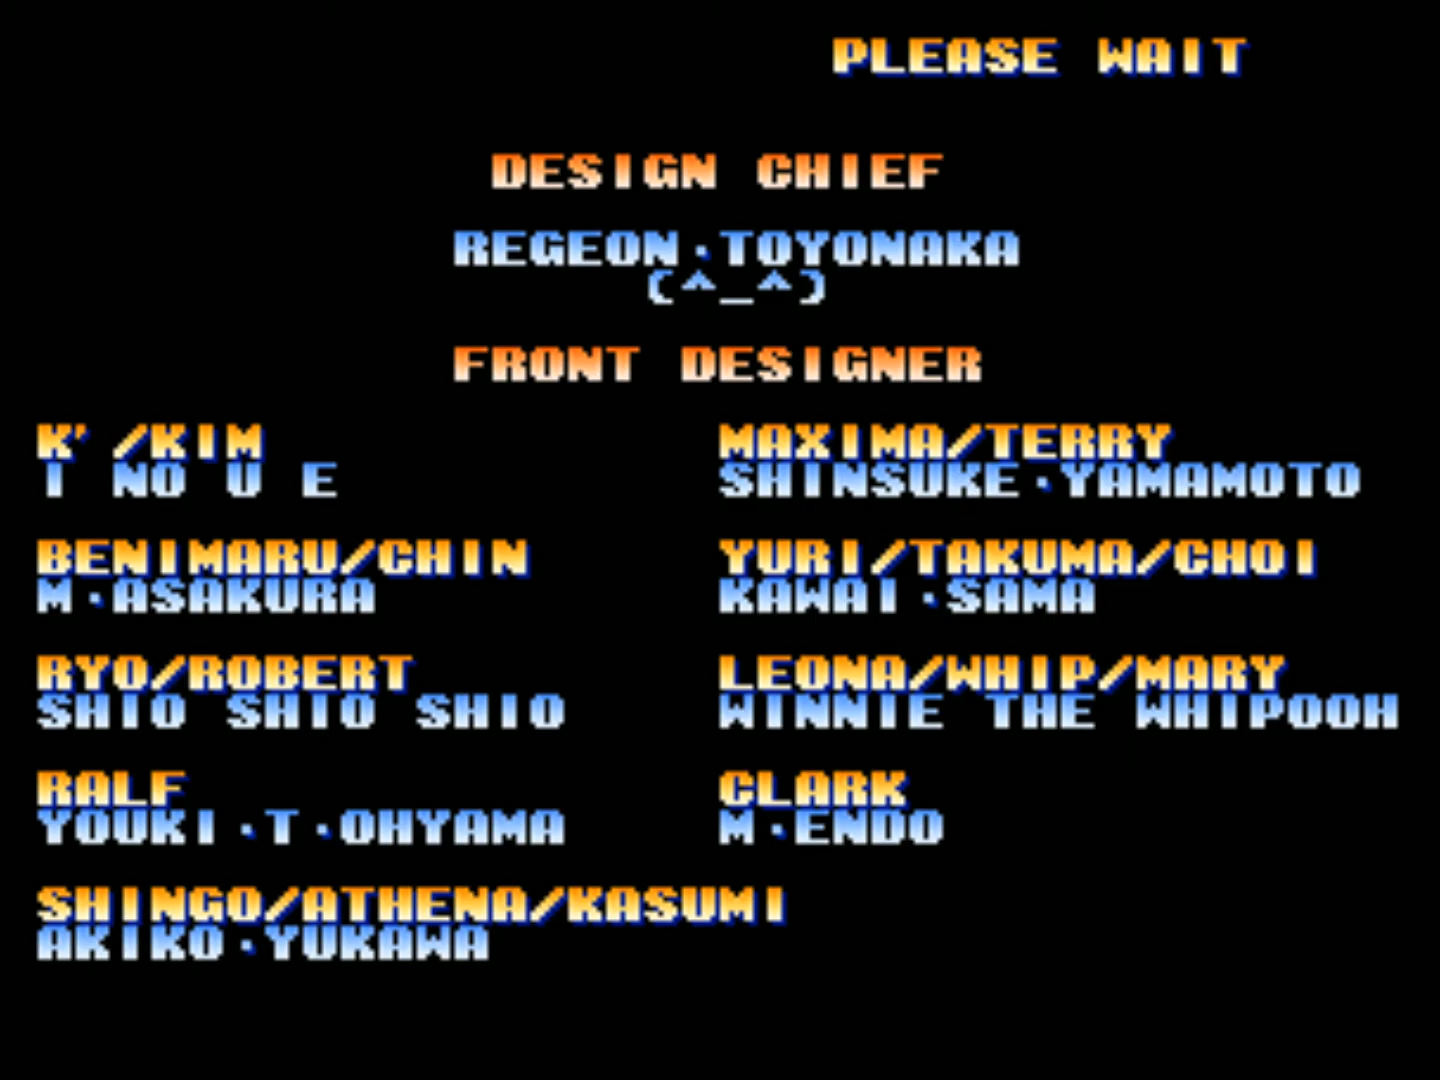 PLEASE WAIT
DESIGN CHIEF
REGEON·TOYONAKA
(^_^)
FRONT DESIGNER
K'/KIM
I NO U E
MAXIMA/TERRY
SHINSUKE·YAMAMOTO
BENIMARU/CHIN
M·ASAKURA
YURI/TAKUMA/CHOI
KAWAI·SAMA
RYO/ROBERT
SHIO SHIO SHIO
LEONA/WHIP/MARY
WINNIE THE WHIPOOH
RALF
YOUKI·T·OHYAMA
CLARK
M·ENDO
SHINGO/ATHENA/KASUMI
AKIKO·YUKAWA